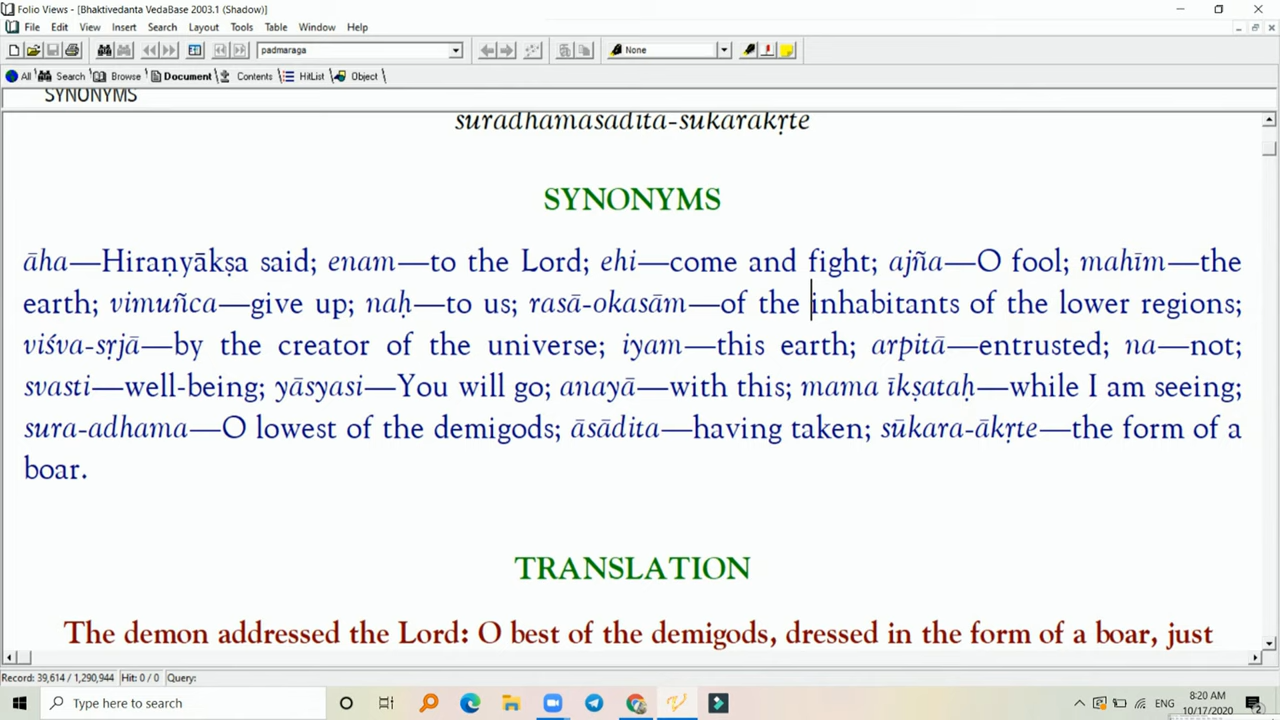 Folio Views - [Bhaktivedanta VedaBase 2003.1 (Shadow)]
File Edit View Insert Search Layout Tools Table Window Help
padmaraga None
All Search Browse Document Contents HitList Object
SYNONYMS
surādhamāsādita-sūkarākṛte
SYNONYMS
āha—Hiraṇyākṣa said; enam—to the Lord; ehi—come and fight; ajña—O fool; mahīm—the
earth; vimuñca—give up; naḥ—to us; rasā-okasām—of the inhabitants of the lower regions;
viśva-sṛjā—by the creator of the universe; iyam—this earth; arpitā—entrusted; na—not;
svasti—well-being; yāsyasi—You will go; anayā—with this; mama īkṣataḥ—while I am seeing;
sura-adhama—O lowest of the demigods; āsādita—having taken; sūkara-ākṛte—the form of a
boar.
TRANSLATION
The demon addressed the Lord: O best of the demigods, dressed in the form of a boar, just
Record: 39,614 / 1,290,944 Hit: 0 / 0 Query:
Type here to search ENG 8:20 AM
10/17/2020